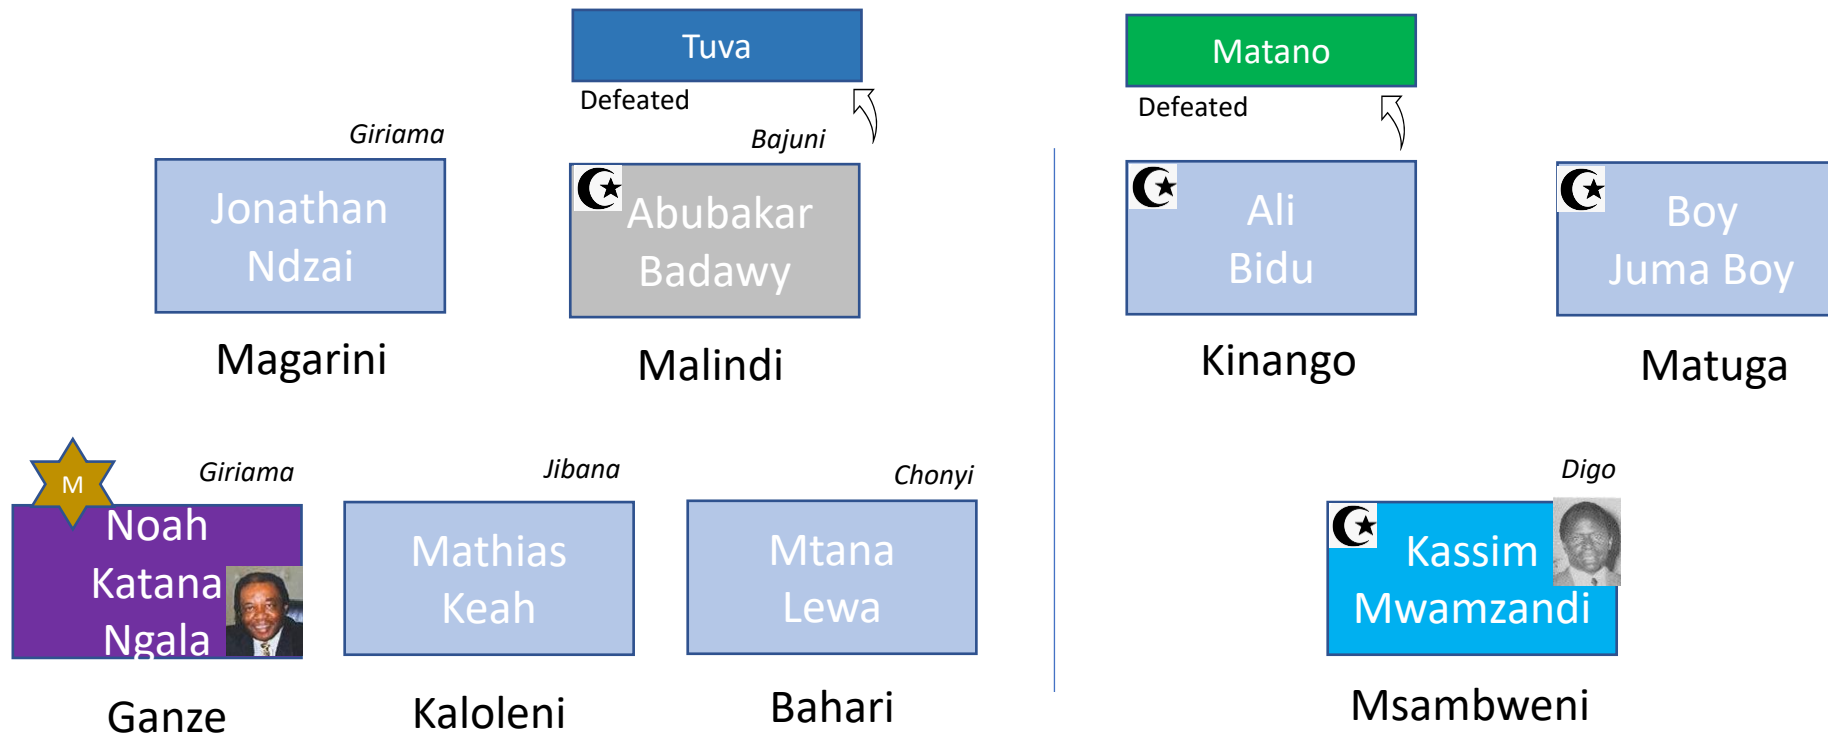 Tuva
Defeated
Matano
Defeated
Giriama
Jonathan
Ndzai
Magarini
Bajuni
Abubakar
Badawy
Malindi
Ali
Bidu
Kinango
Boy
Juma Boy
Matuga
M
Giriama
Noah
Katana
Ngala
Ganze
Jibana
Mathias
Keah
Kaloleni
Chonyi
Mtana
Lewa
Bahari
Digo
Kassim
Mwamzandi
Msambweni